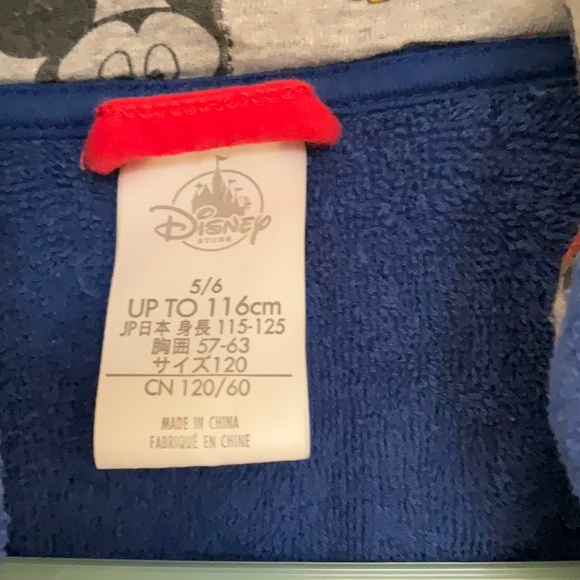 Disney
STORE
5/6
UP TO 116cm
JP日本 身長 115-125
胸囲 57-63
サイズ120
CN 120/60
MADE IN CHINA
FABRIQUÉ EN CHINE